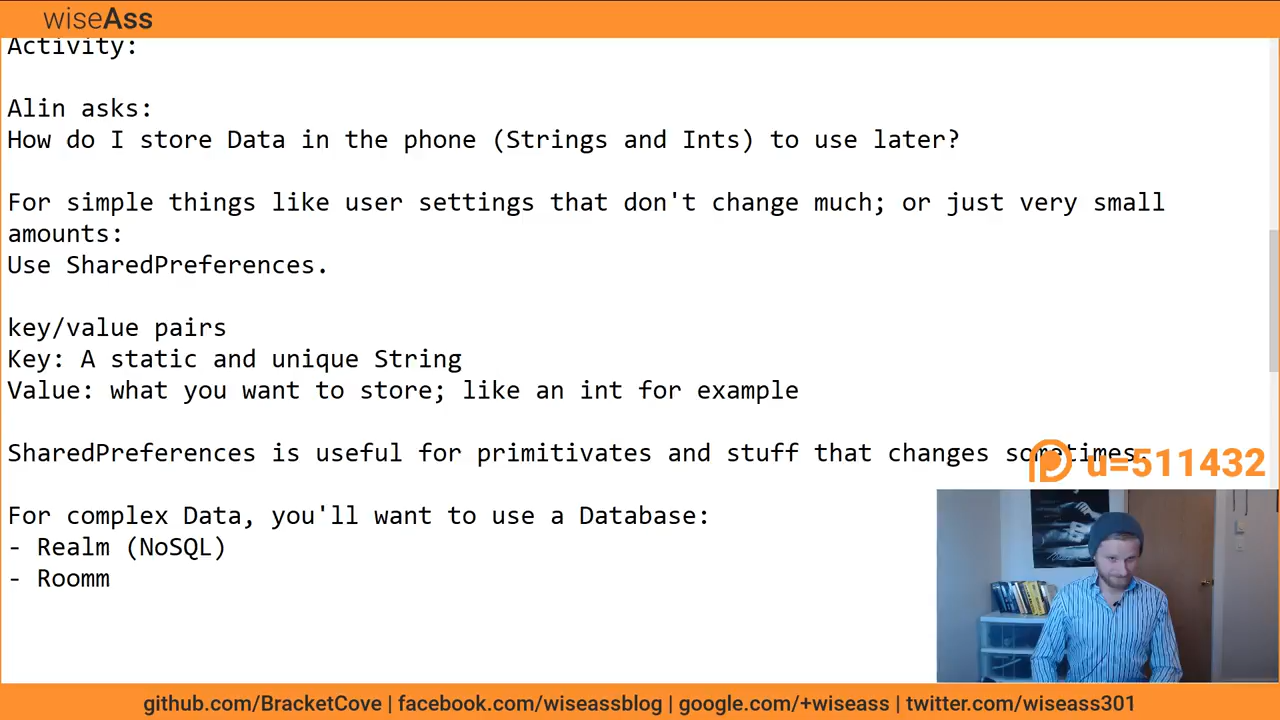 wiseAss
Activity:
Alin asks:
How do I store Data in the phone (Strings and Ints) to use later?
For simple things like user settings that don't change much; or just very small
amounts:
Use SharedPreferences.
key/value pairs
Key: A static and unique String
Value: what you want to store; like an int for example
SharedPreferences is useful for primitivates and stuff that changes sometimes.
u=511432
For complex Data, you'll want to use a Database:
- Realm (NoSQL)
- Roomm
github.com/BracketCove | facebook.com/wiseassblog | google.com/+wiseass | twitter.com/wiseass301